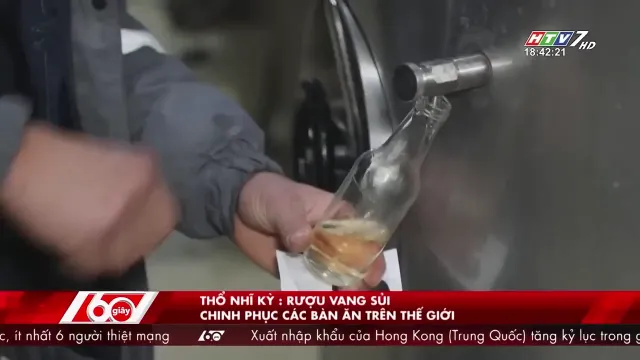 HTV7 HD
18:42:21
60 giây
THỔ NHĨ KỲ : RƯỢU VANG SỦI
CHINH PHỤC CÁC BÀN ĂN TRÊN THẾ GIỚI
c, ít nhất 6 người thiệt mạng 60 Xuất nhập khẩu của Hong Kong (Trung Quốc) tăng kỷ lục trong g